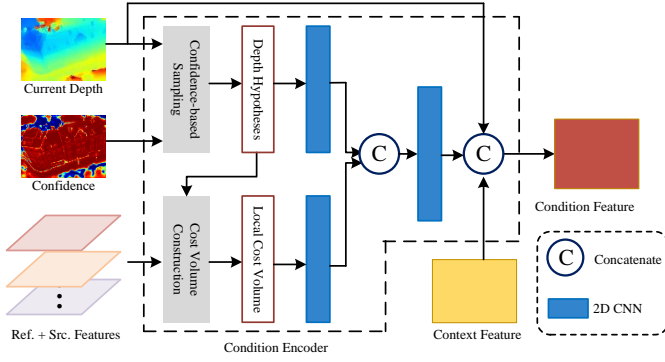 Current Depth
Confidence
Ref. + Src. Features
Confidence-based
Sampling
Depth Hypotheses
Cost Volume
Construction
Local Cost Volume
C
C
Condition Encoder
Condition Feature
Context Feature
C
Concatenate
2D CNN